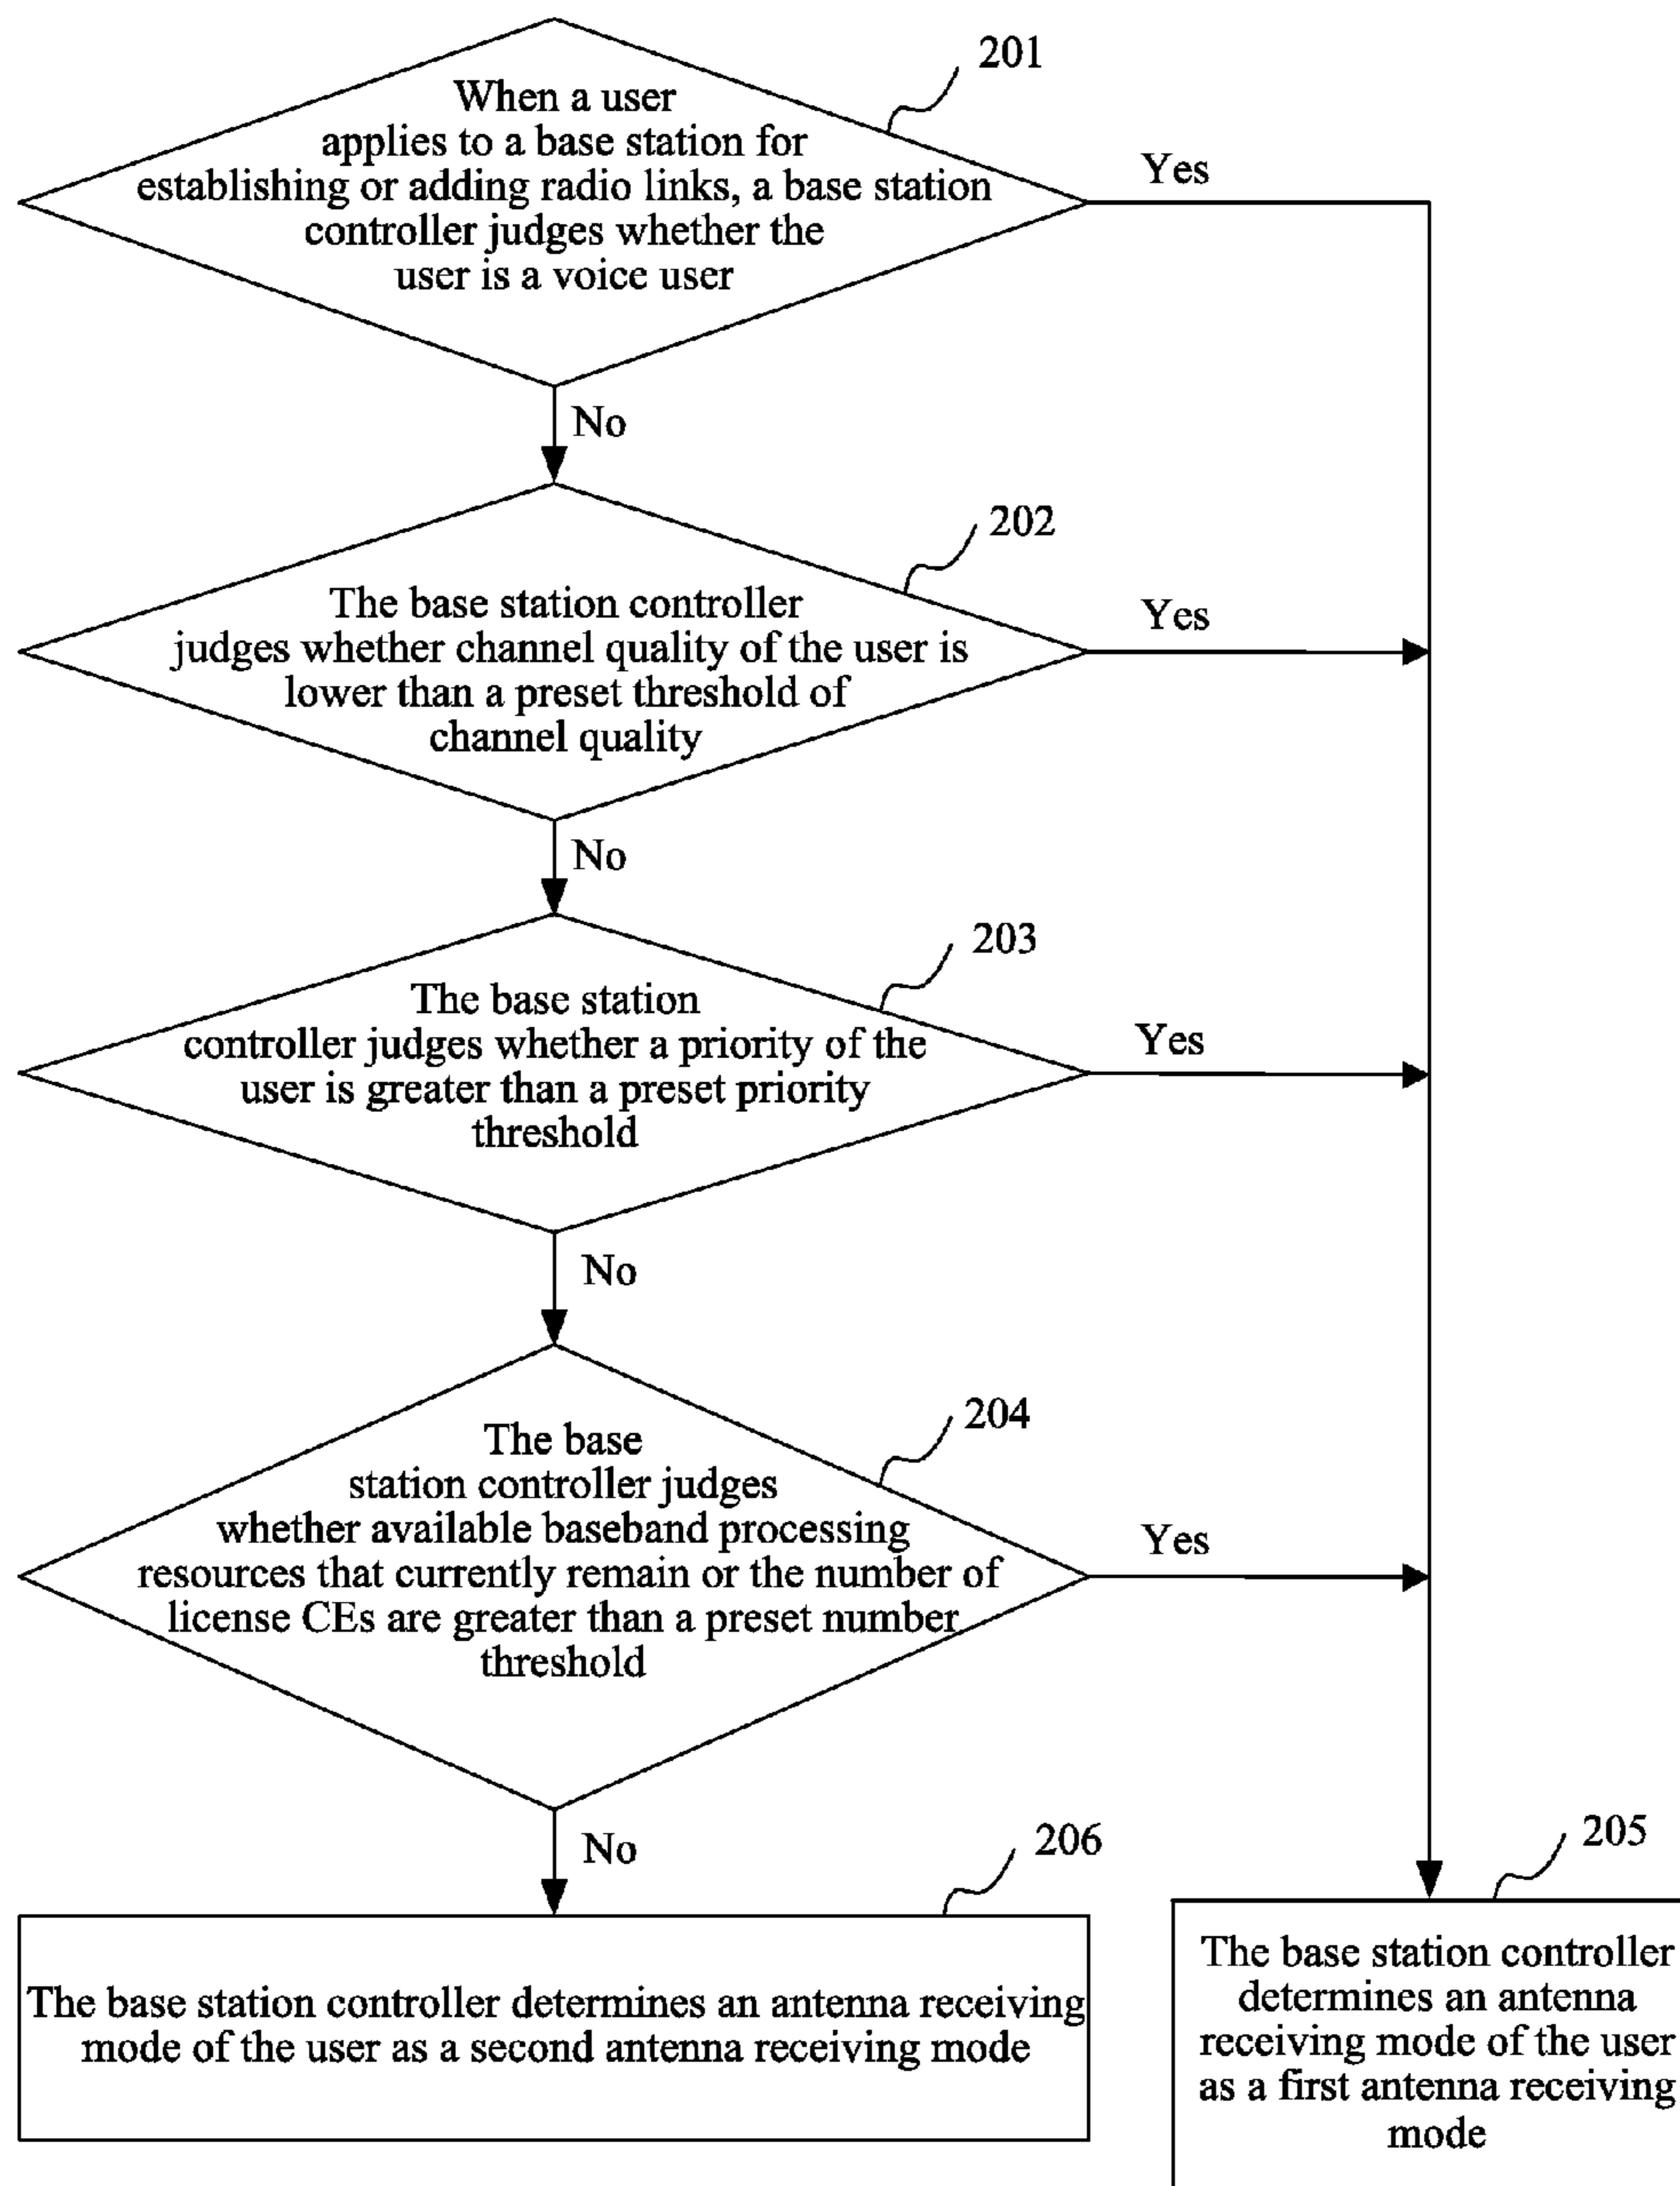 201
When a user
applies to a base station for
establishing or adding radio links, a base station
controller judges whether the
user is a voice user
Yes
No
202
The base station controller
judges whether channel quality of the user is
lower than a preset threshold of
channel quality
Yes
No
203
The base station
controller judges whether a priority of the
user is greater than a preset priority
threshold
Yes
No
204
The base
station controller judges
whether available baseband processing
resources that currently remain or the number of
license CEs are greater than a preset number
threshold
Yes
No
206
The base station controller determines an antenna receiving
mode of the user as a second antenna receiving mode
205
The base station controller
determines an antenna
receiving mode of the user
as a first antenna receiving
mode